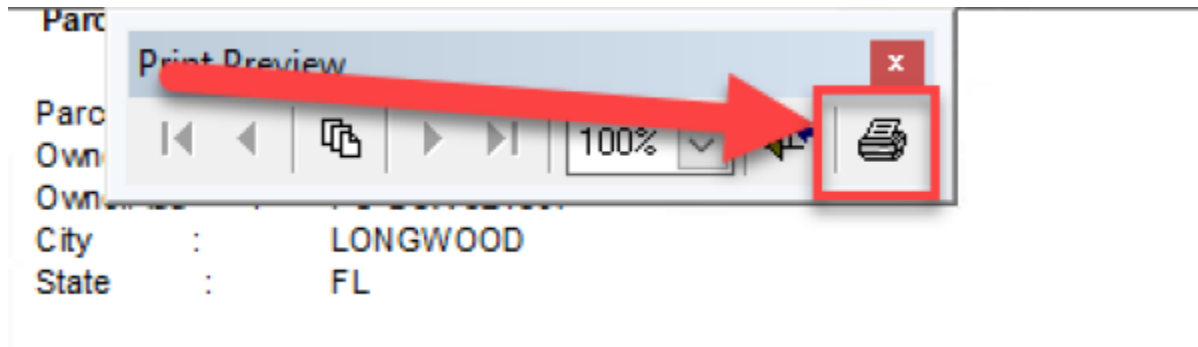 Parc
Print Preview
x
Parc
100%
Own
City : LONGWOOD
State : FL